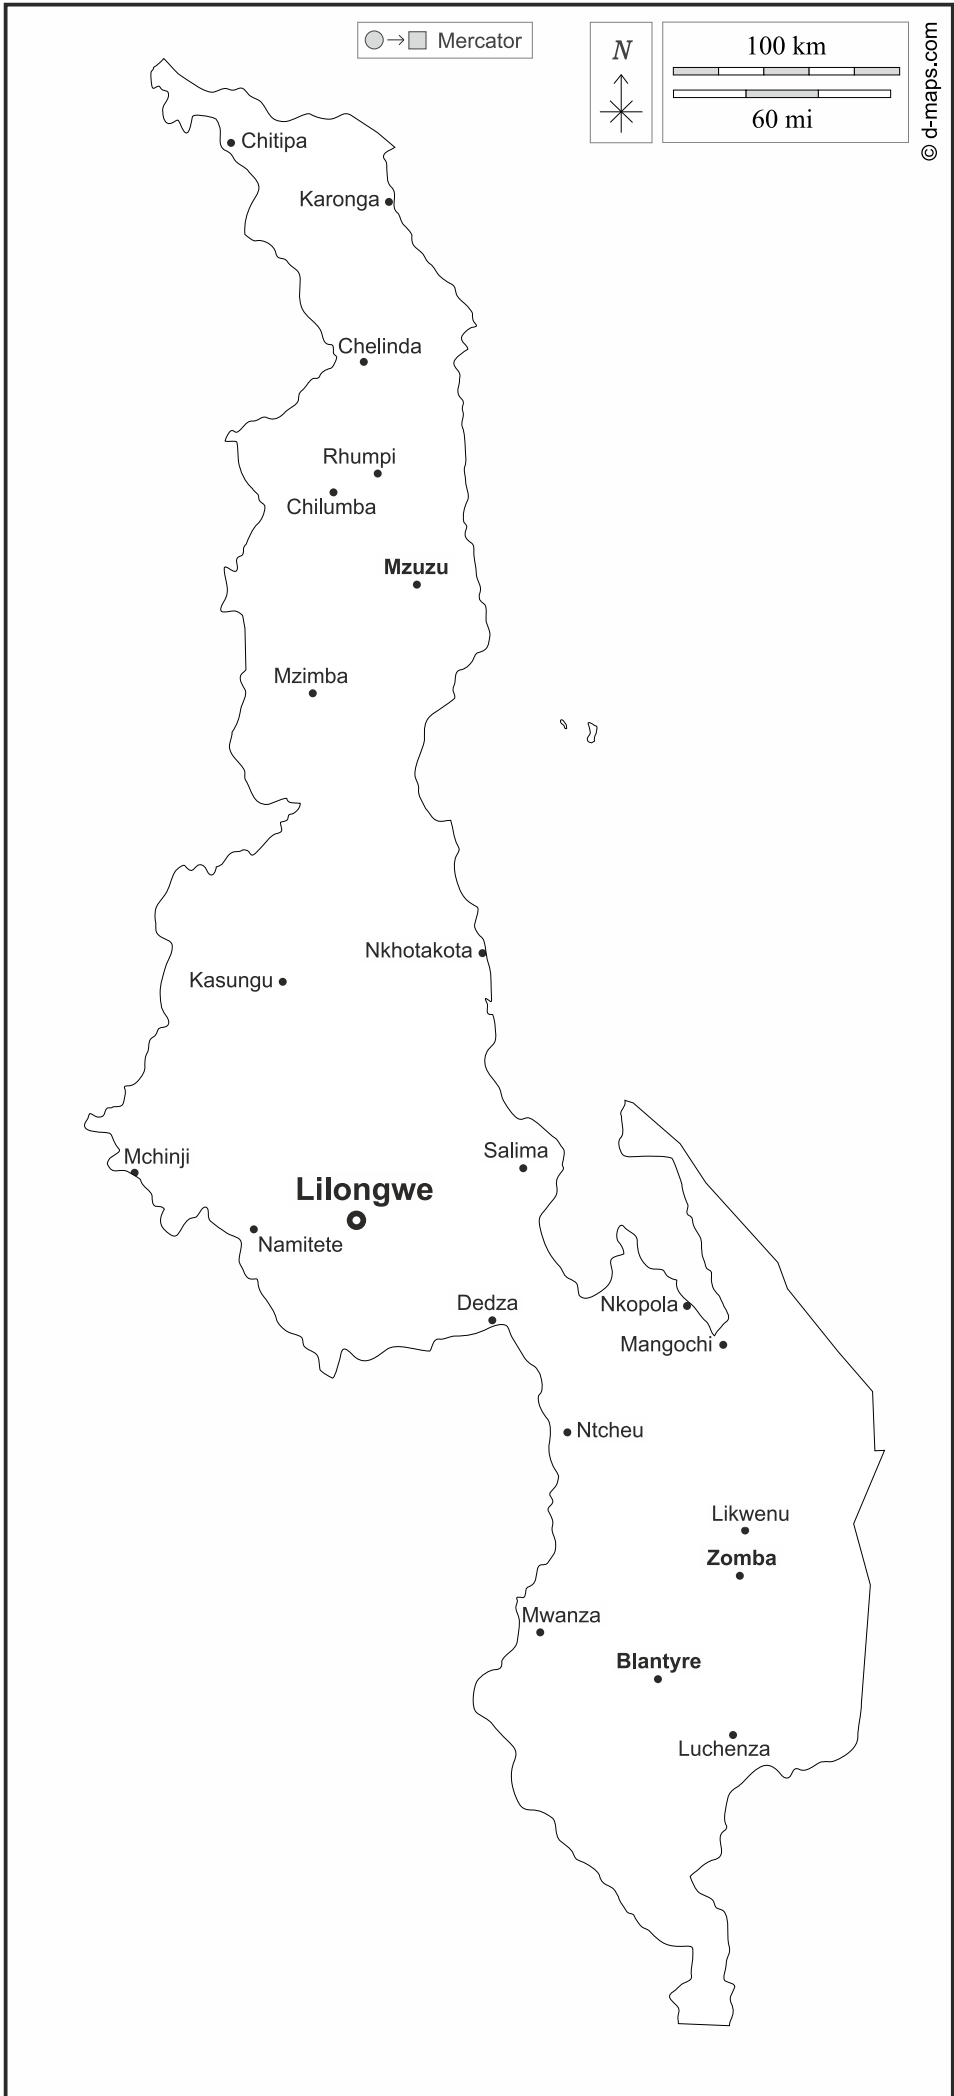 Mercator
N
100 km
60 mi
© d-maps.com
Chitipa
Karonga
Chelinda
Rhumpi
Chilumba
Mzuzu
Mzimba
Nkhotakota
Kasungu
Mchinji
Salima
Lilongwe
Namitete
Dedza
Nkopola
Mangochi
Ntcheu
Likwenu
Zomba
Mwanza
Blantyre
Luchenza